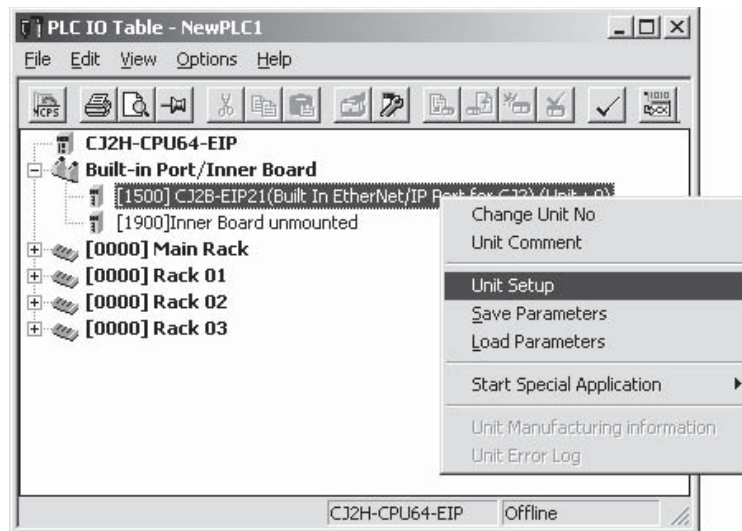 PLC IO Table - NewPLC1
File Edit View Options Help
NCPS
CJ2H-CPU64-EIP
Built-in Port/Inner Board
[1500] CJ2B-EIP21(Built In EtherNet/IP Port for CJ2) (Unit : 0)
[1900]Inner Board unmounted
[0000] Main Rack
[0000] Rack 01
[0000] Rack 02
[0000] Rack 03
Change Unit No
Unit Comment
Unit Setup
Save Parameters
Load Parameters
Start Special Application
Unit Manufacturing information
Unit Error Log
CJ2H-CPU64-EIP Offline